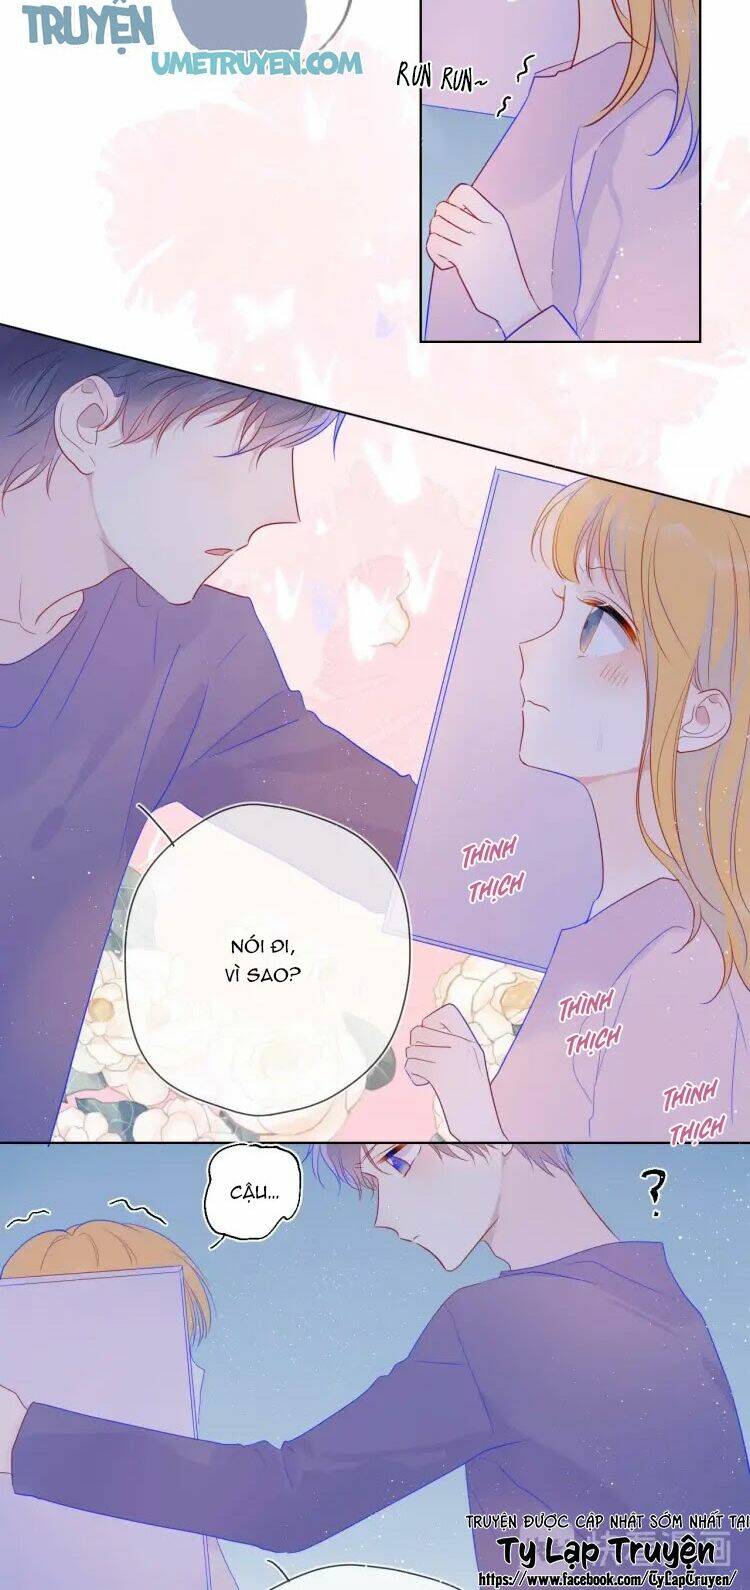 TRUYỆN
UMETRUYEN.COM
RUN RUN~
THÌNH
THỊCH
NÓI ĐI,
VÌ SAO?
THÌNH
THỊCH
THÌNH
THỊCH
CẬU...
?
TRUYỆN ĐƯỢC CẬP NHẬT SỚM NHẤT TẠI
Ty Lạp Truyện
https://www.facebook.com/TyLapTruyen/